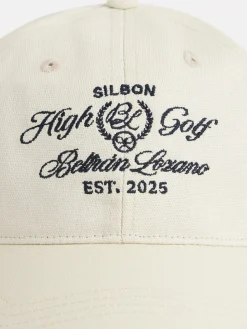 SILBON
High BL Golf
Beltrán Lozano
EST. 2025